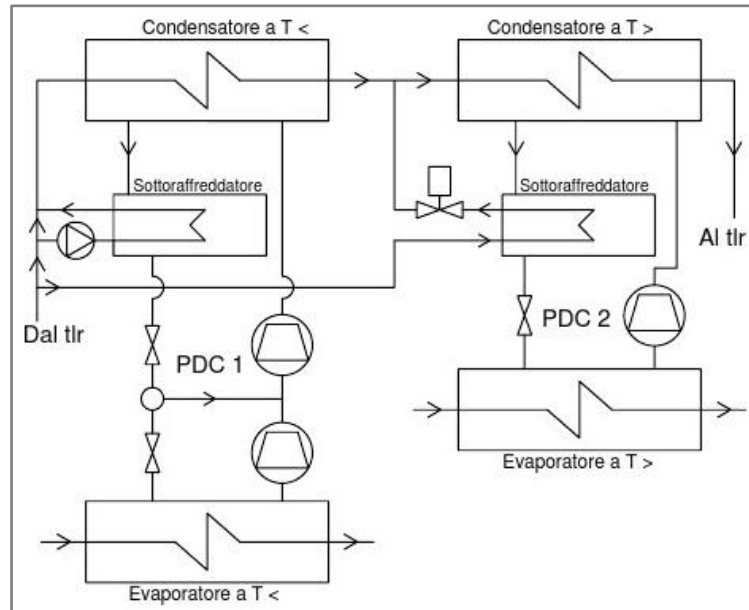 Condensatore a T <
Condensatore a T >
Sottoraffreddatore
Sottoraffreddatore
Dal tlr
Al tlr
PDC 1
PDC 2
Evaporatore a T >
Evaporatore a T <